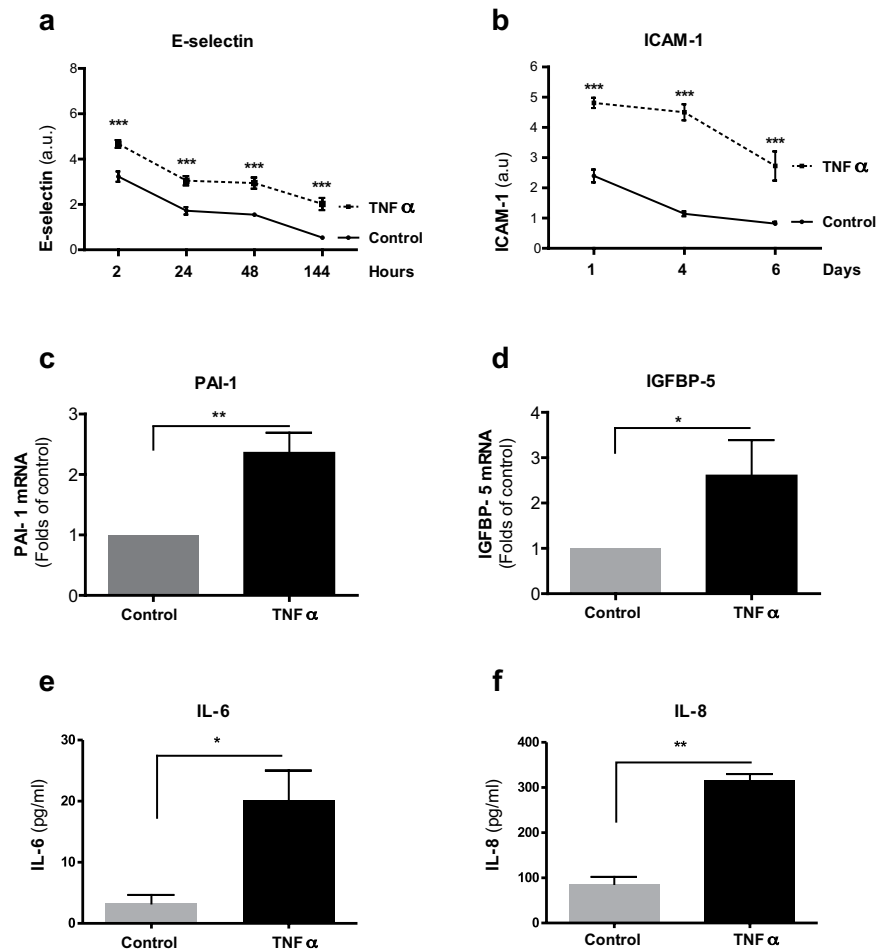 a
E-selectin
E-selectin (a.u.)
8
6
4
2
0
***
***
***
***
TNF α
Control
2 24 48 144 Hours
b
ICAM-1
ICAM-1 (a.u)
6
5
4
3
2
1
0
***
***
***
TNF α
Control
1 4 6 Days
c
PAI-1
PAI- 1 mRNA
(Folds of control)
3
2
1
0
**
Control TNF α
d
IGFBP-5
IGFBP- 5 mRNA
(Folds of control)
4
3
2
1
0
*
Control TNF α
e
IL-6
IL-6 (pg/ml)
30
20
10
0
*
Control TNF α
f
IL-8
IL-8 (pg/ml)
400
300
200
100
0
**
Control TNF α